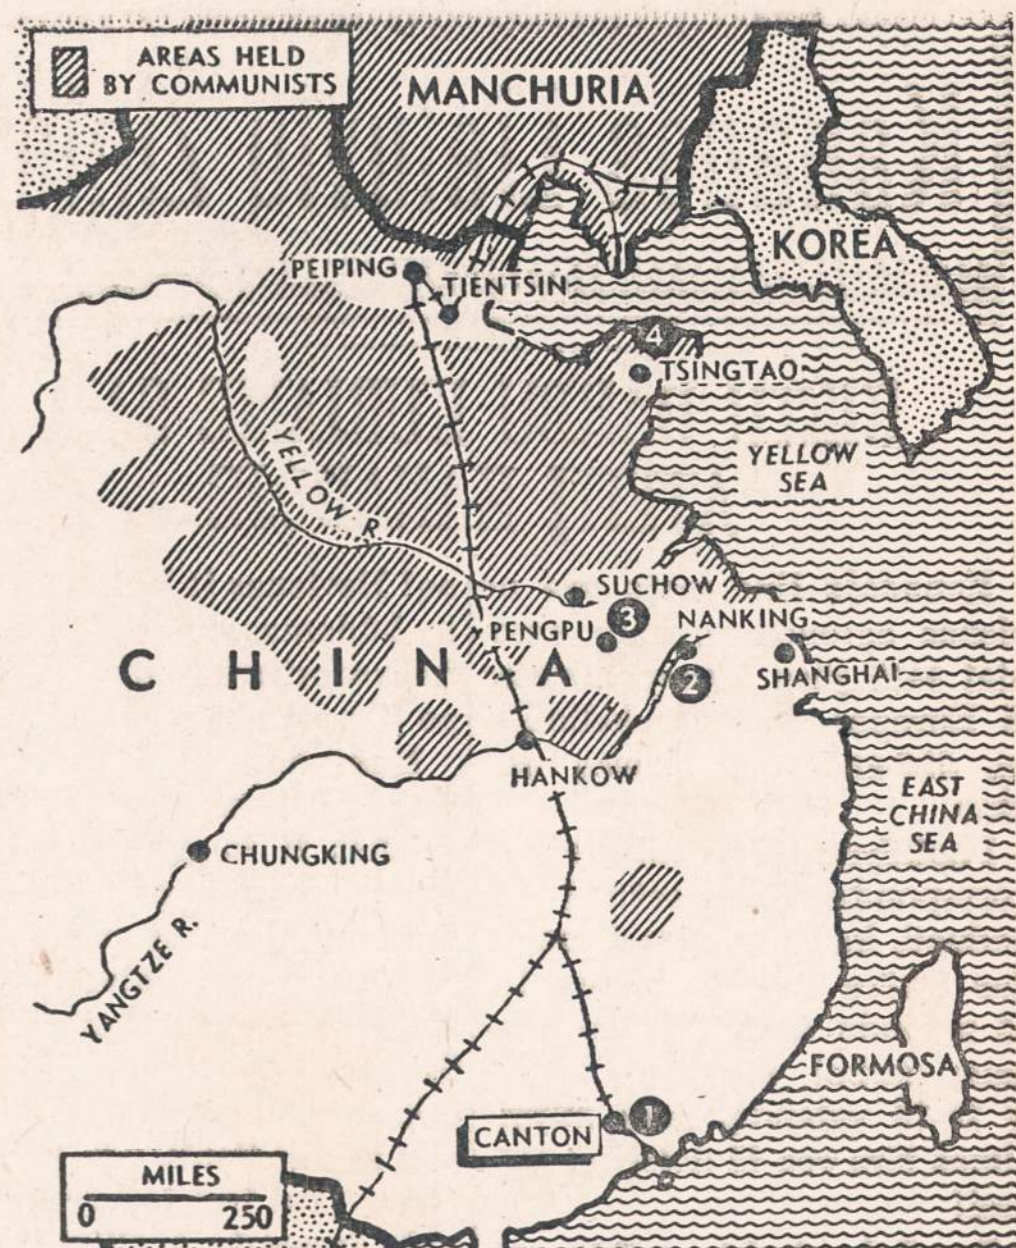 AREAS HELD
BY COMMUNISTS
MANCHURIA
KOREA
PEIPING
TIENTSIN
4
TSINGTAO
YELLOW
SEA
YELLOW R.
SUCHOW
3
PENGPU
NANKING
2
SHANGHAI
CHINA
HANKOW
EAST
CHINA
SEA
CHUNGKING
YANGTZE R.
FORMOSA
1
CANTON
MILES
0 250